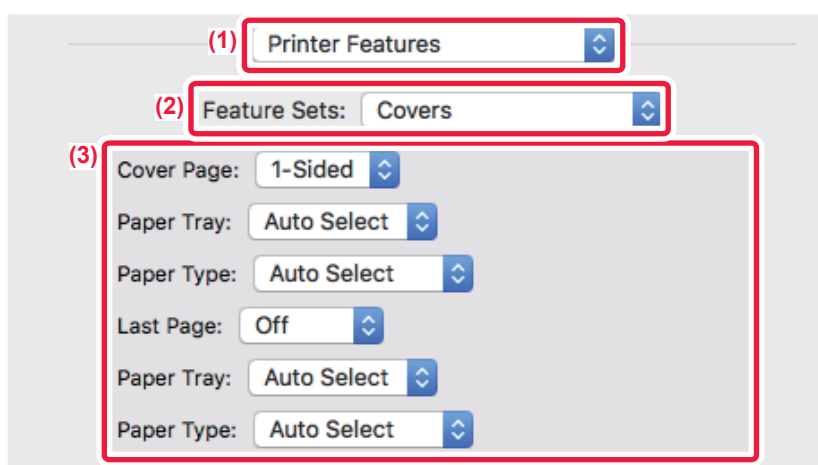 (1) Printer Features
(2) Feature Sets: Covers
(3)
Cover Page: 1-Sided
Paper Tray: Auto Select
Paper Type: Auto Select
Last Page: Off
Paper Tray: Auto Select
Paper Type: Auto Select